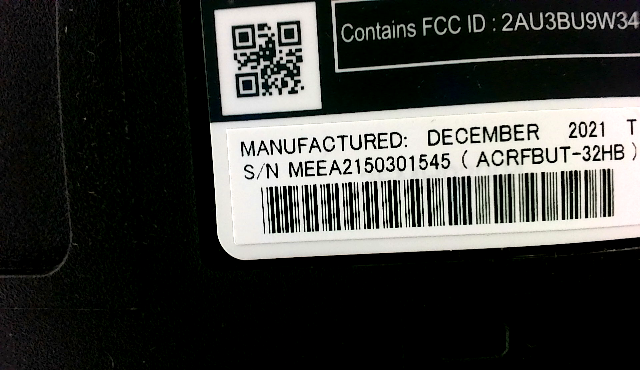 Contains FCC ID : 2AU3BU9W34
MANUFACTURED: DECEMBER 2021 T
S/N MEEA2150301545 ( ACRFBUT-32HB )